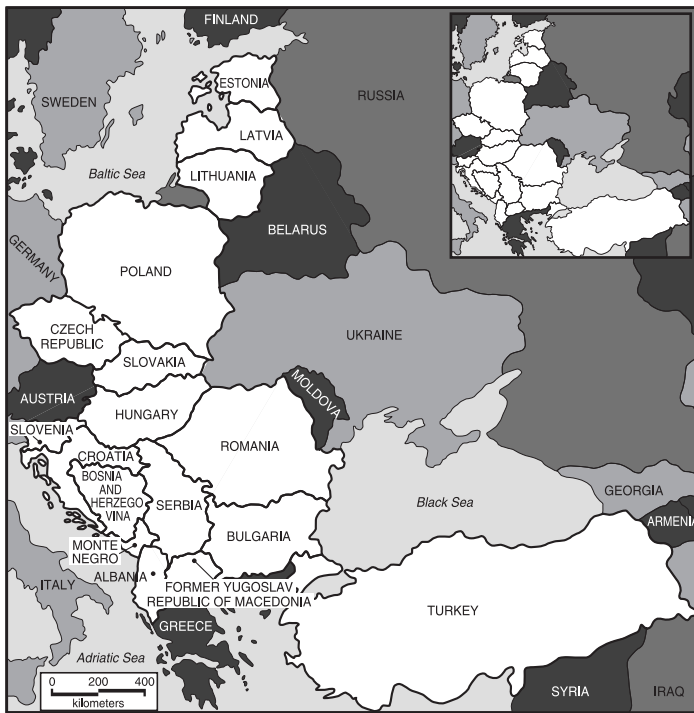 FINLAND
SWEDEN
ESTONIA
RUSSIA
LATVIA
Baltic Sea
LITHUANIA
BELARUS
GERMANY
POLAND
UKRAINE
CZECH
REPUBLIC
SLOVAKIA
MOLDOVA
AUSTRIA
HUNGARY
SLOVENIA
ROMANIA
CROATIA
BOSNIA
AND
HERZEGO
VINA
SERBIA
Black Sea
GEORGIA
ARMENIA
BULGARIA
MONTE
NEGRO
ALBANIA
ITALY
FORMER YUGOSLAV
REPUBLIC OF MACEDONIA
TURKEY
GREECE
Adriatic Sea
0 200 400
kilometers
SYRIA
IRAQ